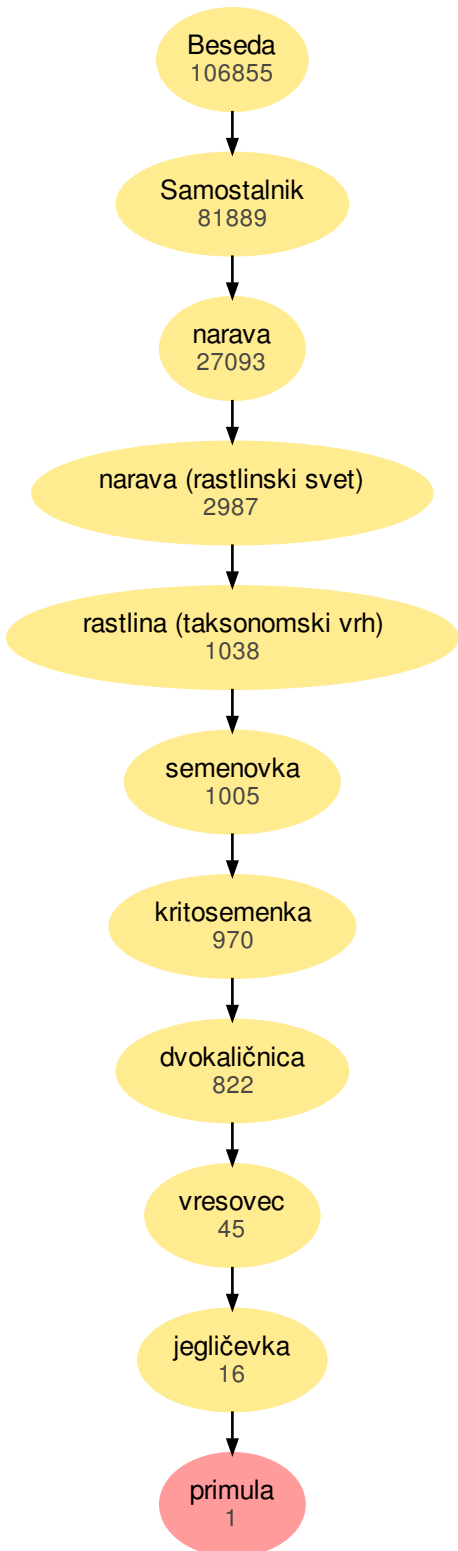 Beseda
106855
Samostalnik
81889
narava
27093
narava (rastlinski svet)
2987
rastlina (taksonomski vrh)
1038
semenovka
1005
kritosemenka
970
dvokaličnica
822
vresovec
45
jegličevka
16
primula
1